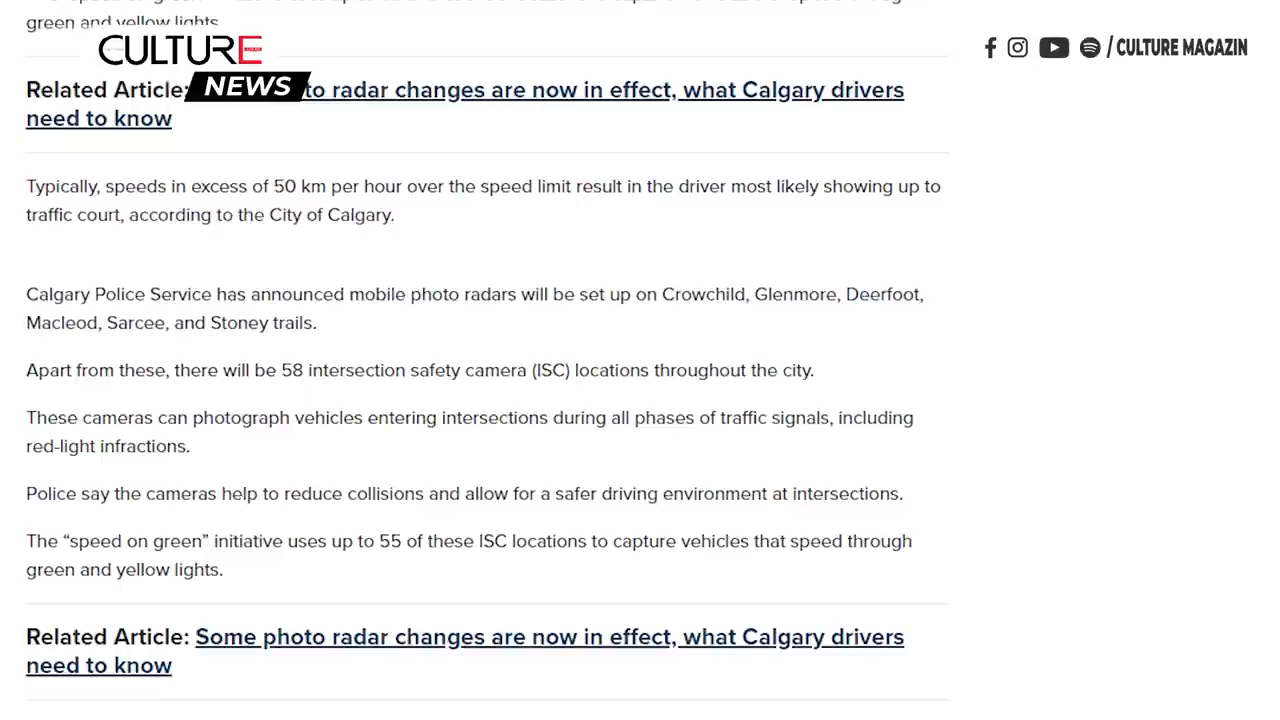 green and yellow lights.
CULTURE
NEWS
/ CULTURE MAGAZIN
Related Article: to radar changes are now in effect, what Calgary drivers
need to know
Typically, speeds in excess of 50 km per hour over the speed limit result in the driver most likely showing up to
traffic court, according to the City of Calgary.
Calgary Police Service has announced mobile photo radars will be set up on Crowchild, Glenmore, Deerfoot,
Macleod, Sarcee, and Stoney trails.
Apart from these, there will be 58 intersection safety camera (ISC) locations throughout the city.
These cameras can photograph vehicles entering intersections during all phases of traffic signals, including
red-light infractions.
Police say the cameras help to reduce collisions and allow for a safer driving environment at intersections.
The “speed on green” initiative uses up to 55 of these ISC locations to capture vehicles that speed through
green and yellow lights.
Related Article: Some photo radar changes are now in effect, what Calgary drivers
need to know